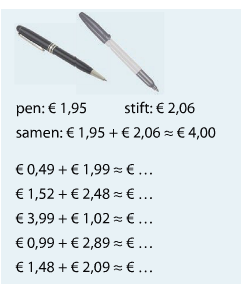 pen: € 1,95 stift: € 2,06
samen: € 1,95 + € 2,06 ≈ € 4,00
€ 0,49 + € 1,99 ≈ € …
€ 1,52 + € 2,48 ≈ € …
€ 3,99 + € 1,02 ≈ € …
€ 0,99 + € 2,89 ≈ € …
€ 1,48 + € 2,09 ≈ € …